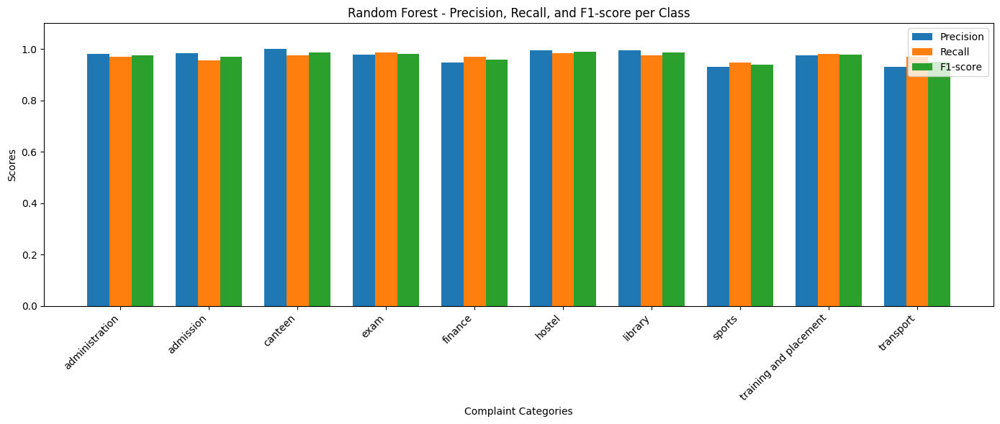 Random Forest - Precision, Recall, and F1-score per Class
Precision
Recall
F1-score
Scores
1.0
0.8
0.6
0.4
0.2
0.0
administration
admission
canteen
exam
finance
hostel
library
sports
training and placement
transport
Complaint Categories